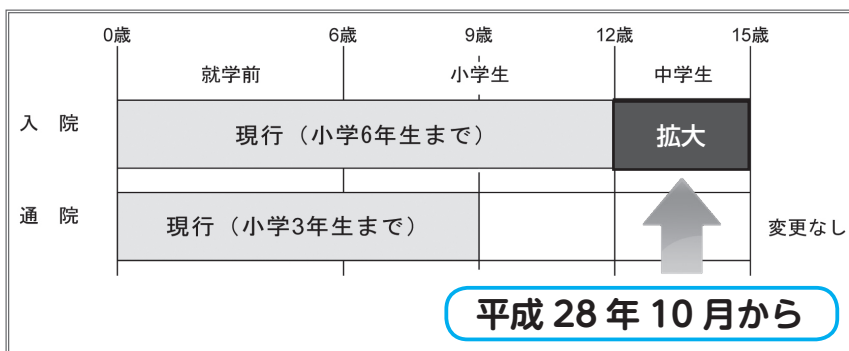 0歳 6歳 9歳 12歳 15歳
就学前 小学生 中学生
入 院 現行（小学6年生まで） 拡大
通 院 現行（小学3年生まで） 変更なし
平成 28 年 10 月から